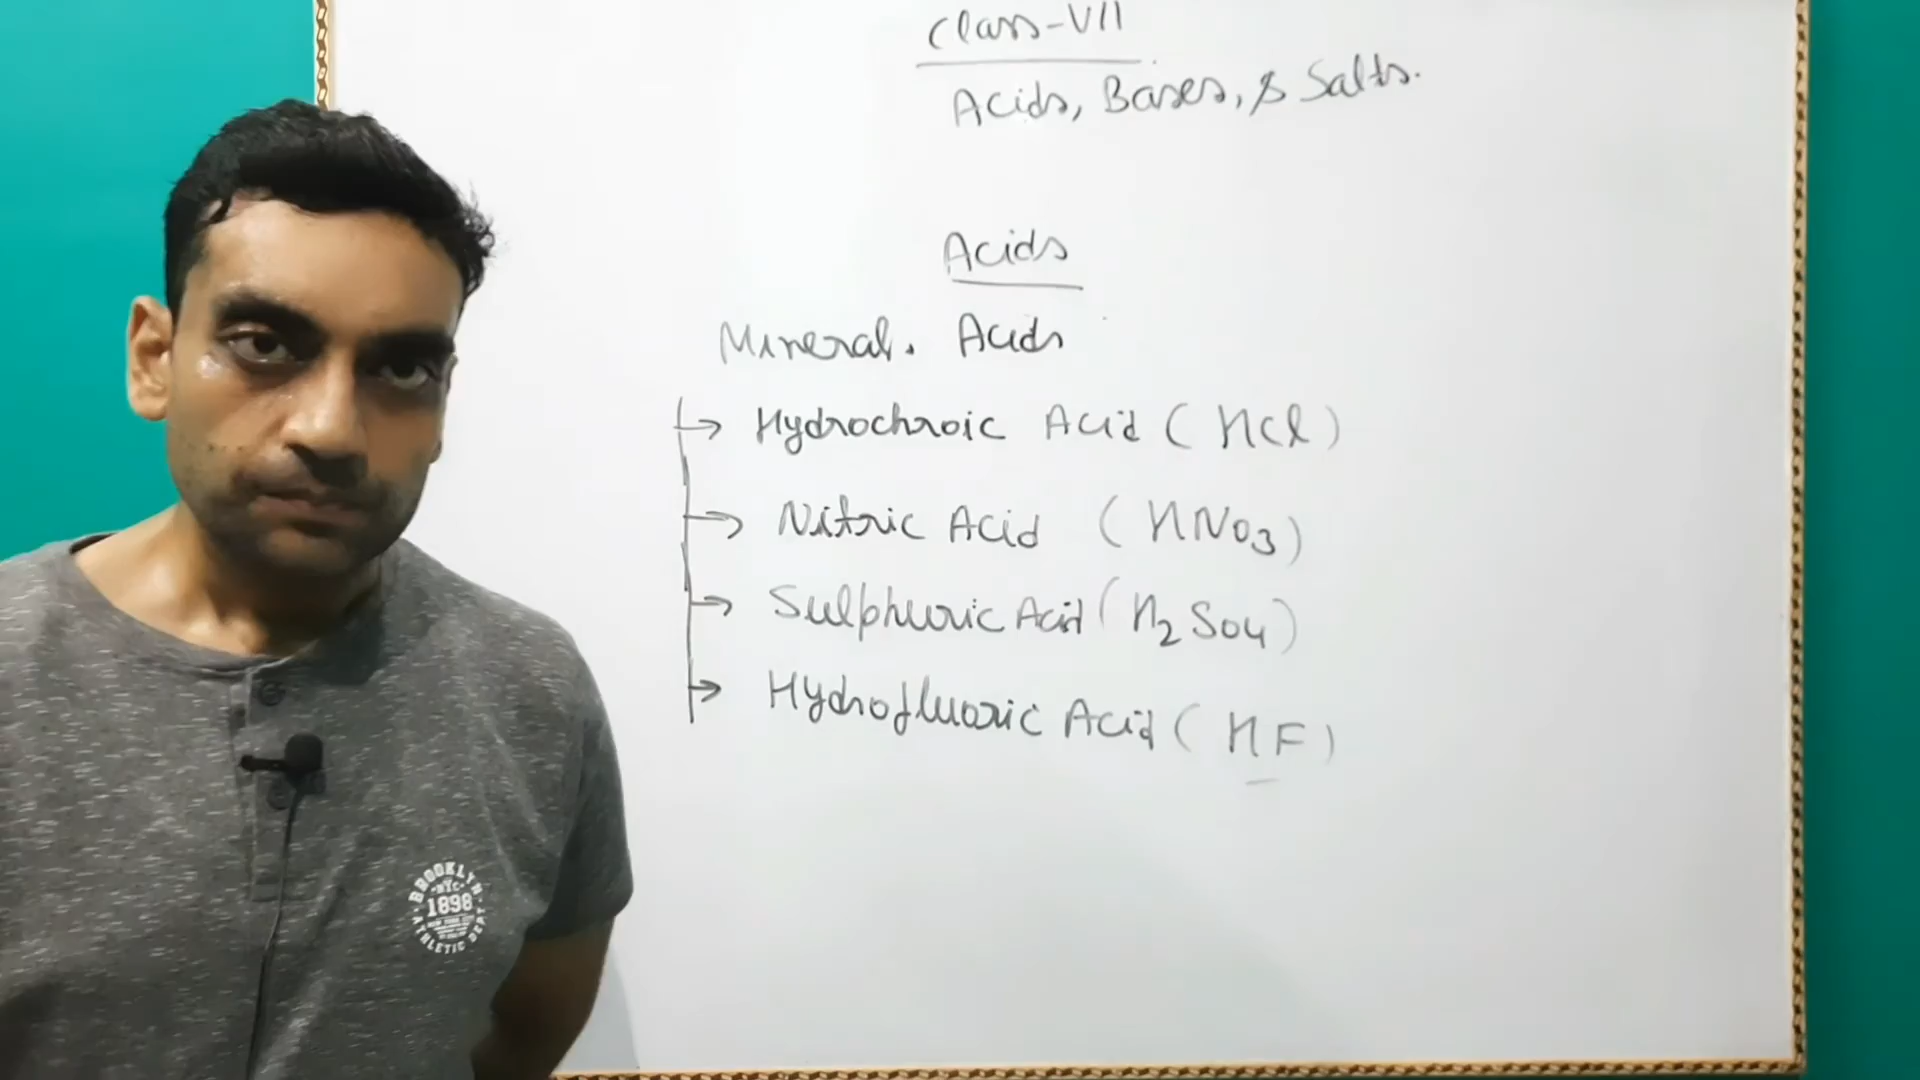 Class-VII
Acids, Bases, & Salts.
Acids
Mineral. Acids
Hydrochroic Acid (HCl)
Nitric Acid (HNO3)
Sulphuric Acid (H2SO4)
Hydrofluoric Acid (HF)
BROOKLYN
NYC
1898
ATHLETIC DEPT